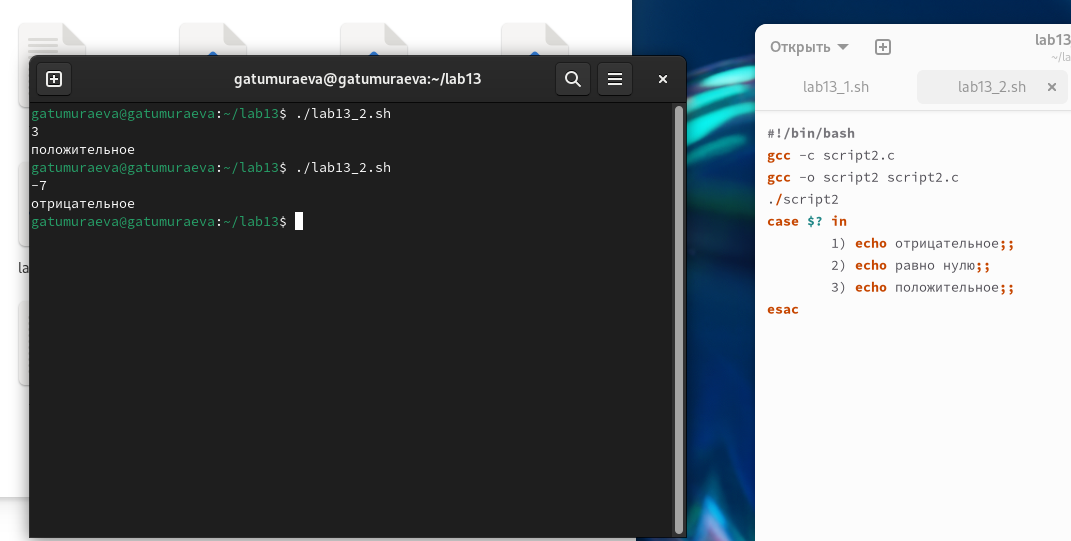 gatumuraeva@gatumuraeva:~/lab13
gatumuraeva@gatumuraeva:~/lab13$ ./lab13_2.sh
3
положительное
gatumuraeva@gatumuraeva:~/lab13$ ./lab13_2.sh
-7
отрицательное
gatumuraeva@gatumuraeva:~/lab13$
la
Открыть
lab13
~/la
lab13_1.sh
lab13_2.sh
#!/bin/bash
gcc -c script2.c
gcc -o script2 script2.c
./script2
case $? in
1) echo отрицательное;;
2) echo равно нулю;;
3) echo положительное;;
esac